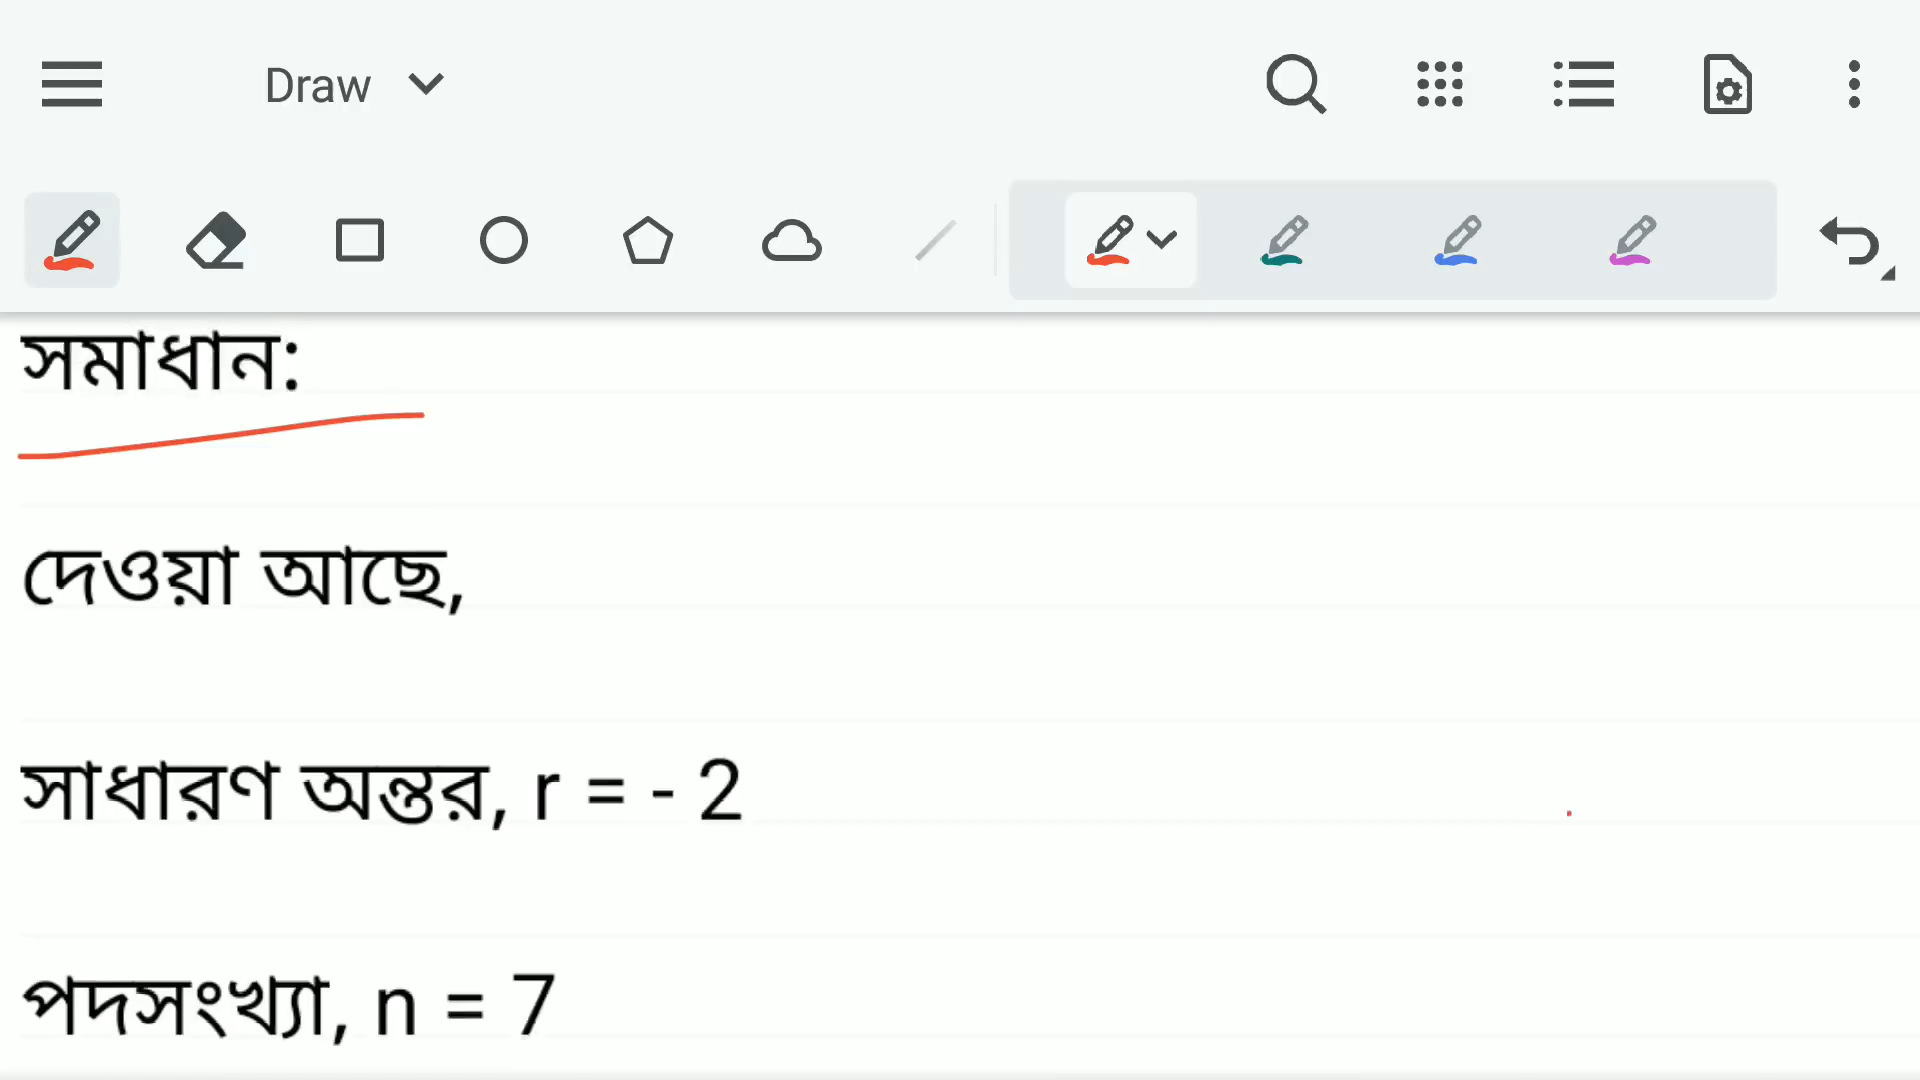 Draw
সমাধান:
দেওয়া আছে,
সাধারণ অন্তর, r = - 2
পদসংখ্যা, n = 7